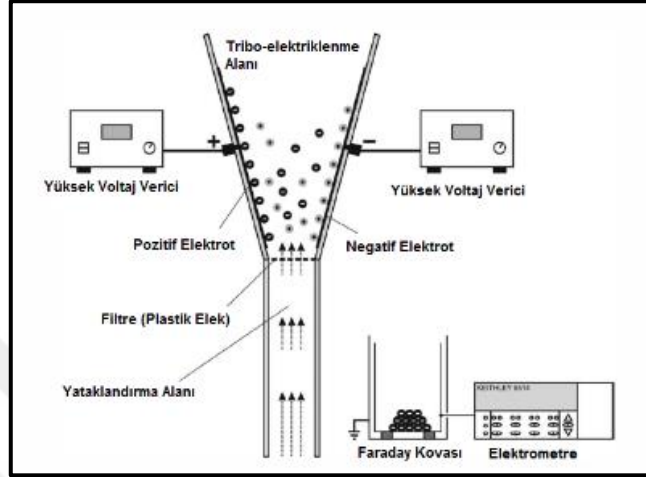 Tribo-elektriklenme
Alanı
+
−
Yüksek Voltaj Verici
Yüksek Voltaj Verici
Pozitif Elektrot
Negatif Elektrot
Filtre (Plastik Elek)
Yataklandırma Alanı
KEITHLEY
Faraday Kovası
Elektrometre